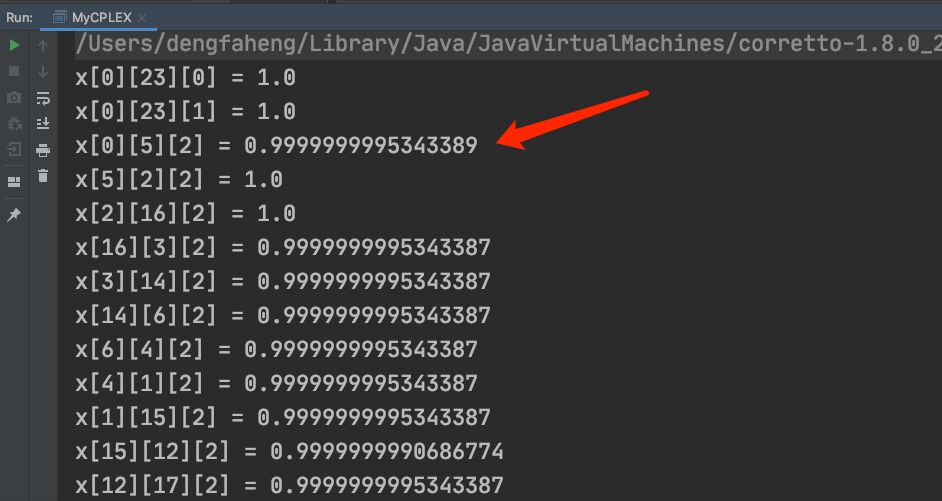 Run: MyCPLEX ×
/Users/dengfaheng/Library/Java/JavaVirtualMachines/corretto-1.8.0_2
x[0][23][0] = 1.0
x[0][23][1] = 1.0
x[0][5][2] = 0.9999999995343389
x[5][2][2] = 1.0
x[2][16][2] = 1.0
x[16][3][2] = 0.9999999995343387
x[3][14][2] = 0.9999999995343387
x[14][6][2] = 0.9999999995343387
x[6][4][2] = 0.9999999995343387
x[4][1][2] = 0.9999999995343387
x[1][15][2] = 0.9999999995343387
x[15][12][2] = 0.9999999990686774
x[12][17][2] = 0.9999999995343387